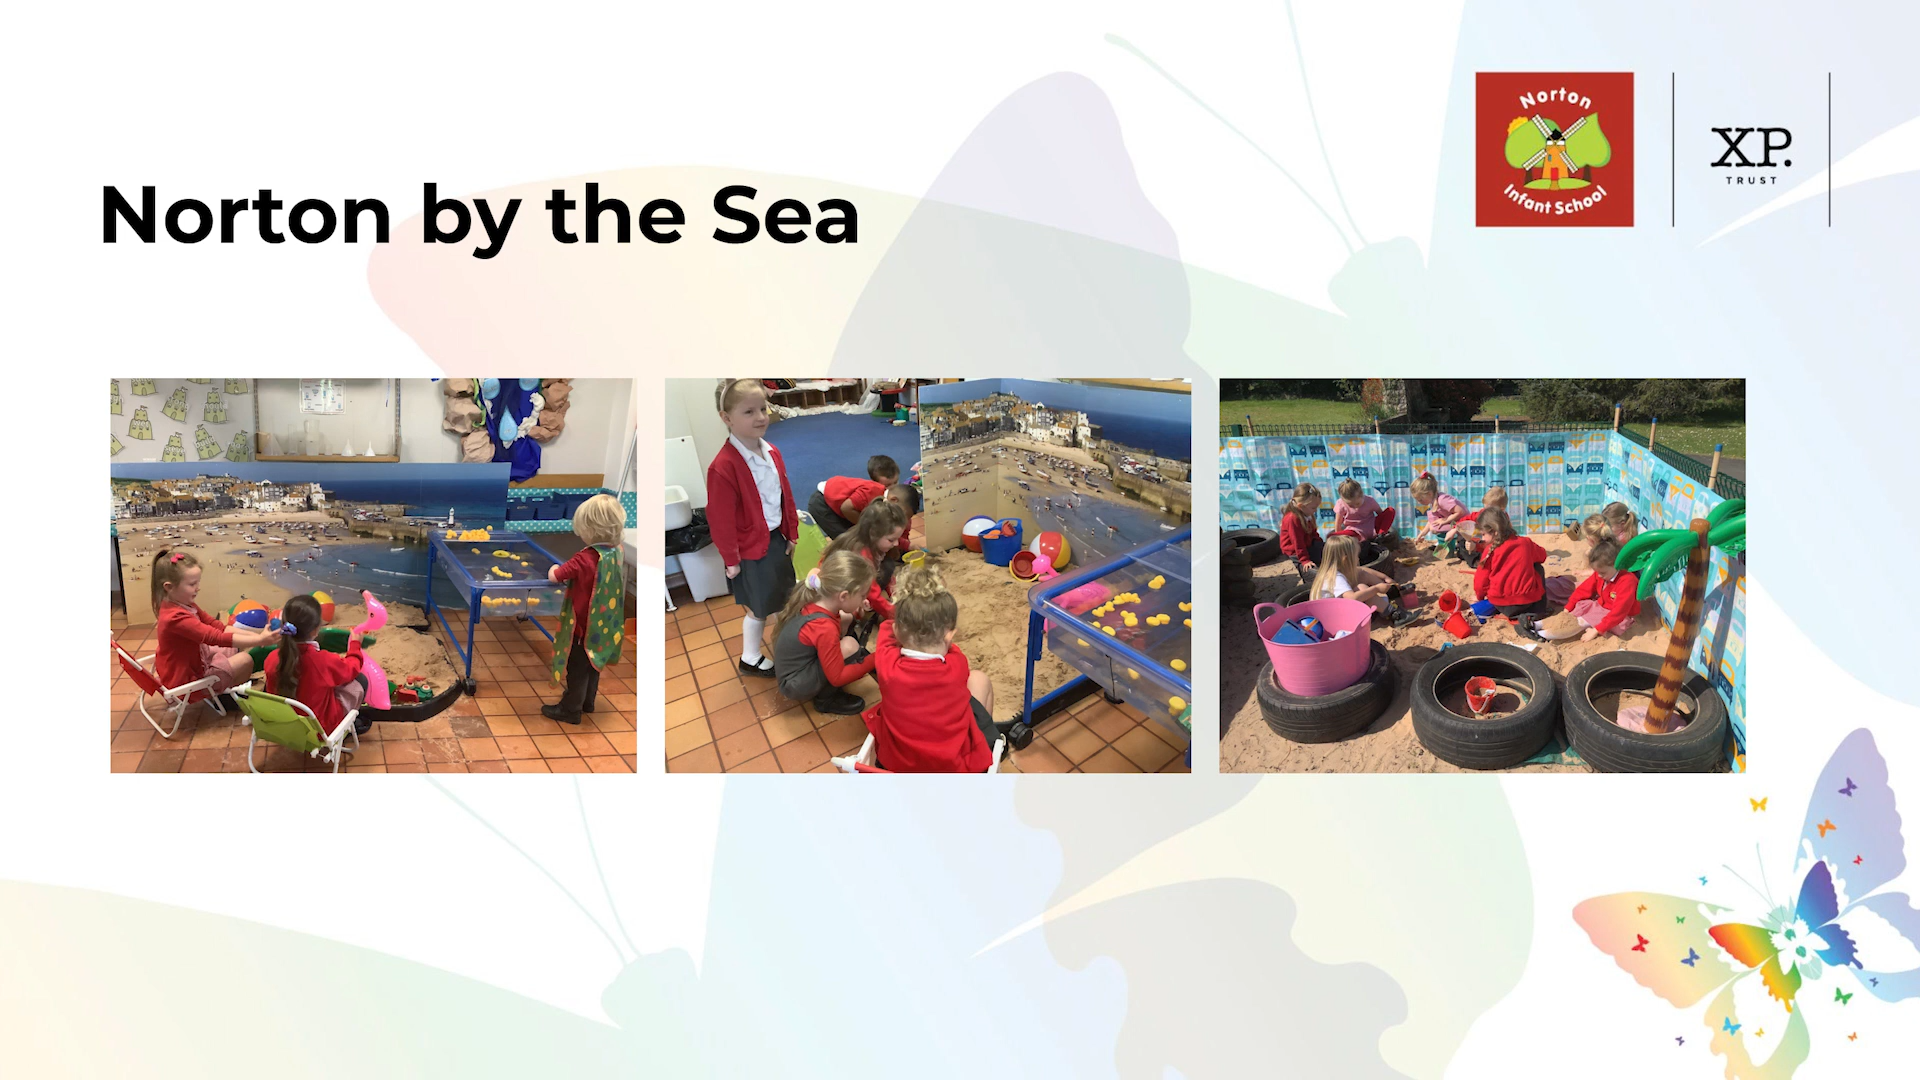 Norton by the Sea
Norton
Infant School
XP.
TRUST